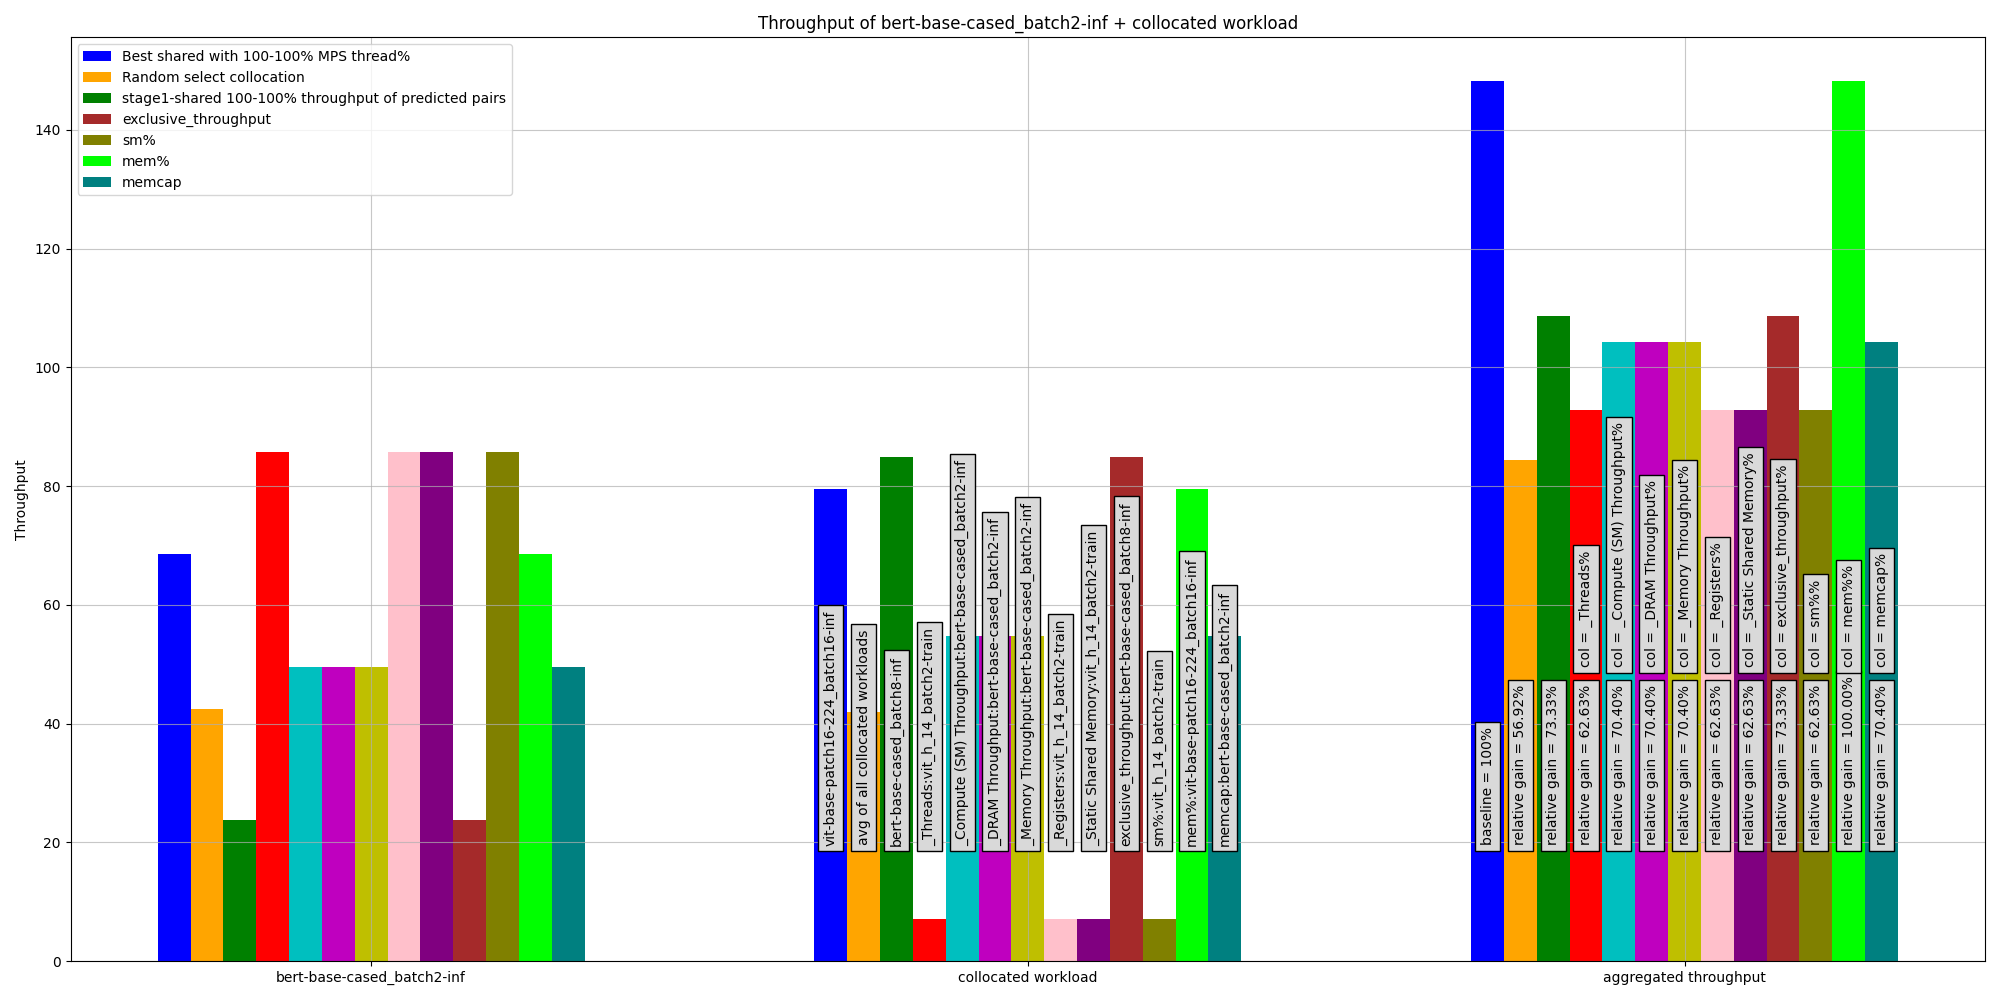 Throughput of bert-base-cased_batch2-inf + collocated workload
Best shared with 100-100% MPS thread%
Random select collocation
stage1-shared 100-100% throughput of predicted pairs
exclusive_throughput
sm%
mem%
memcap
Throughput
140
120
100
80
60
40
20
0
vit-base-patch16-224_batch16-inf
avg of all collocated workloads
bert-base-cased_batch8-inf
_Threads:vit_h_14_batch2-train
_Compute (SM) Throughput:bert-base-cased_batch2-inf
_DRAM Throughput:bert-base-cased_batch2-inf
_Memory Throughput:bert-base-cased_batch2-inf
_Registers:vit_h_14_batch2-train
_Static Shared Memory:vit_h_14_batch2-train
exclusive_throughput:bert-base-cased_batch8-inf
sm%:vit_h_14_batch2-train
mem%:vit-base-patch16-224_batch16-inf
memcap:bert-base-cased_batch2-inf
col = _Threads%
col = _Compute (SM) Throughput%
col = _DRAM Throughput%
col = _Memory Throughput%
col = _Registers%
col = _Static Shared Memory%
col = exclusive_throughput%
col = sm%%
col = mem%%
col = memcap%
baseline = 100%
relative gain = 56.92%
relative gain = 73.33%
relative gain = 62.63%
relative gain = 70.40%
relative gain = 70.40%
relative gain = 70.40%
relative gain = 62.63%
relative gain = 62.63%
relative gain = 73.33%
relative gain = 62.63%
relative gain = 100.00%
relative gain = 70.40%
bert-base-cased_batch2-inf
collocated workload
aggregated throughput